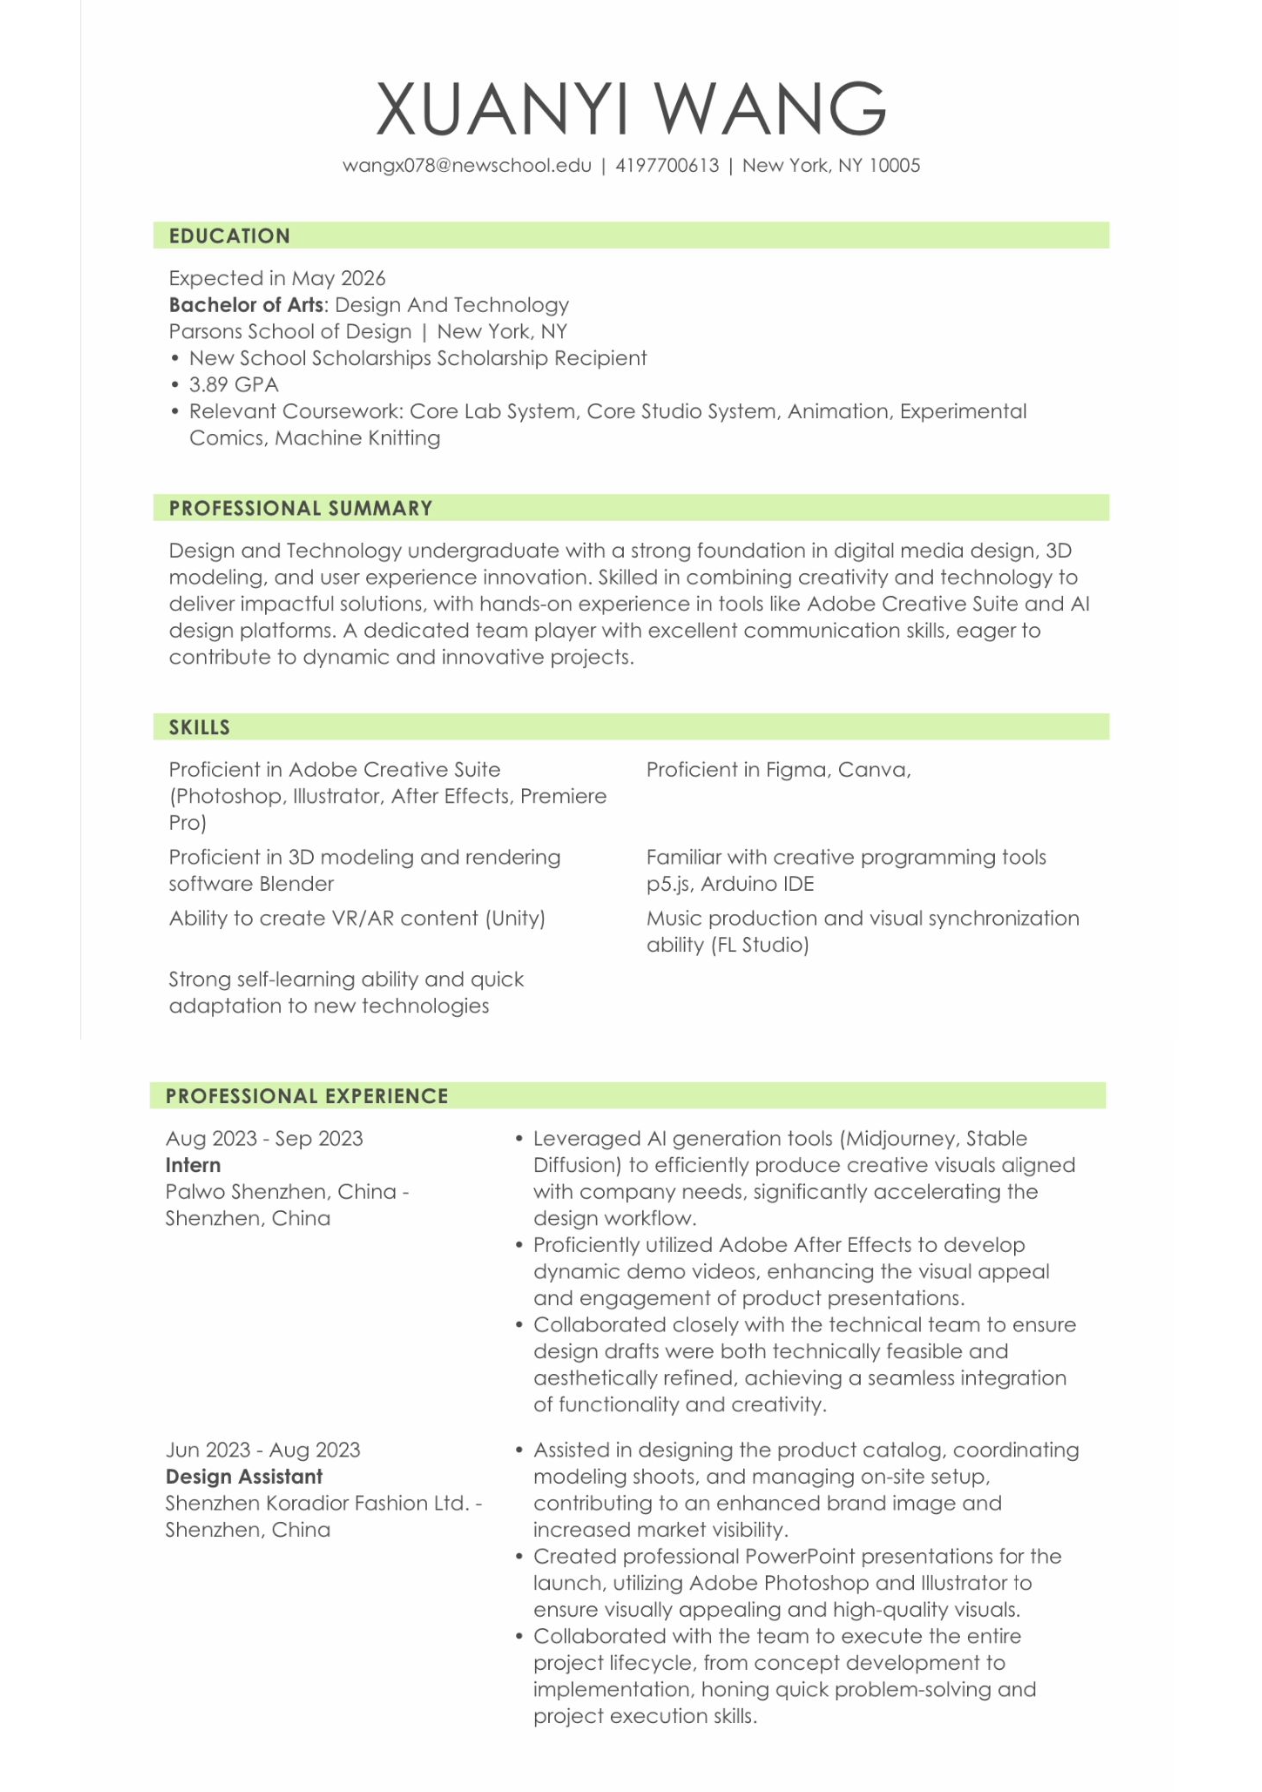 XUANYI WANG
wangx078@newschool.edu | 4197700613 | New York, NY 10005
EDUCATION
Expected in May 2026
Bachelor of Arts: Design And Technology
Parsons School of Design | New York, NY
• New School Scholarships Scholarship Recipient
• 3.89 GPA
• Relevant Coursework: Core Lab System, Core Studio System, Animation, Experimental
Comics, Machine Knitting
PROFESSIONAL SUMMARY
Design and Technology undergraduate with a strong foundation in digital media design, 3D
modeling, and user experience innovation. Skilled in combining creativity and technology to
deliver impactful solutions, with hands-on experience in tools like Adobe Creative Suite and AI
design platforms. A dedicated team player with excellent communication skills, eager to
contribute to dynamic and innovative projects.
SKILLS
Proficient in Adobe Creative Suite
(Photoshop, Illustrator, After Effects, Premiere
Pro)
Proficient in Figma, Canva,
Proficient in 3D modeling and rendering
software Blender
Familiar with creative programming tools
p5.js, Arduino IDE
Ability to create VR/AR content (Unity)
Music production and visual synchronization
ability (FL Studio)
Strong self-learning ability and quick
adaptation to new technologies
PROFESSIONAL EXPERIENCE
Aug 2023 - Sep 2023
Intern
Palwo Shenzhen, China -
Shenzhen, China
• Leveraged AI generation tools (Midjourney, Stable
Diffusion) to efficiently produce creative visuals aligned
with company needs, significantly accelerating the
design workflow.
• Proficiently utilized Adobe After Effects to develop
dynamic demo videos, enhancing the visual appeal
and engagement of product presentations.
• Collaborated closely with the technical team to ensure
design drafts were both technically feasible and
aesthetically refined, achieving a seamless integration
of functionality and creativity.
Jun 2023 - Aug 2023
Design Assistant
Shenzhen Koradior Fashion Ltd. -
Shenzhen, China
• Assisted in designing the product catalog, coordinating
modeling shoots, and managing on-site setup,
contributing to an enhanced brand image and
increased market visibility.
• Created professional PowerPoint presentations for the
launch, utilizing Adobe Photoshop and Illustrator to
ensure visually appealing and high-quality visuals.
• Collaborated with the team to execute the entire
project lifecycle, from concept development to
implementation, honing quick problem-solving and
project execution skills.